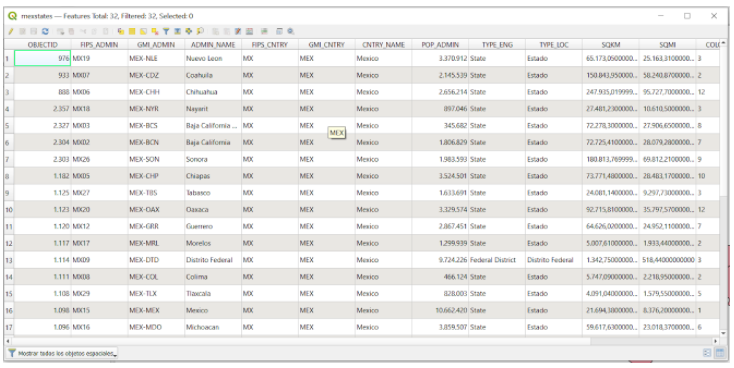 mexstates — Features Total: 32, Filtered: 32, Selected: 0
OBJECTID FIPS_ADMIN GMI_ADMIN ADMIN_NAME FIPS_CNTRY GMI_CNTRY CNTRY_NAME POP_ADMIN TYPE_ENG TYPE_LOC SQKM SQMI
1 976 MX19 MEX-NLE Nuevo Leon MX MEX Mexico 3.370.912 State Estado 65.173,0500000... 25.163,3100000... 3
2 933 MX07 MEX-CDZ Coahuila MX MEX Mexico 2.145.539 State Estado 150.843,950000... 58.240,8700000... 2
3 888 MX06 MEX-CHH Chihuahua MX MEX Mexico 2.656.214 State Estado 247.935,019999... 95.727,7000000... 12
4 2.357 MX18 MEX-NYR Nayarit MX MEX Mexico 897.046 State Estado 27.481,2300000... 10.610,5000000... 3
5 2.327 MX03 MEX-BCS Baja California ... MX MEX Mexico 345.682 State Estado 72.278,3000000... 27.906,6500000... 8
MEX
6 2.304 MX02 MEX-BCN Baja California MX MEX Mexico 1.806.829 State Estado 72.725,4100000... 28.079,2800000... 7
7 2.303 MX26 MEX-SON Sonora MX MEX Mexico 1.983.593 State Estado 180.813,769999... 69.812,2100000... 9
8 1.182 MX05 MEX-CHP Chiapas MX MEX Mexico 3.524.501 State Estado 73.771,4800000... 28.483,1700000... 10
9 1.125 MX27 MEX-TBS Tabasco MX MEX Mexico 1.633.691 State Estado 24.081,1400000... 9.297,73000000... 3
10 1.123 MX20 MEX-OAX Oaxaca MX MEX Mexico 3.329.574 State Estado 92.715,8100000... 35.797,5700000... 12
11 1.120 MX12 MEX-GRR Guerrero MX MEX Mexico 2.867.451 State Estado 64.626,0200000... 24.952,1100000... 7
12 1.117 MX17 MEX-MRL Morelos MX MEX Mexico 1.299.939 State Estado 5.007,61000000... 1.933,44000000... 2
13 1.114 MX09 MEX-DTD Distrito Federal MX MEX Mexico 9.724.226 Federal District Distrito Federal 1.342,75000000... 518,44000000000 3
14 1.111 MX08 MEX-COL Colima MX MEX Mexico 466.124 State Estado 5.747,09000000... 2.218,95000000... 2
15 1.108 MX29 MEX-TLX Tlaxcala MX MEX Mexico 828.003 State Estado 4.091,04000000... 1.579,55000000... 5
16 1.098 MX15 MEX-MEX Mexico MX MEX Mexico 10.662.420 State Estado 21.694,3800000... 8.376,20000000... 1
17 1.096 MX16 MEX-MDO Michoacan MX MEX Mexico 3.859.507 State Estado 59.617,6300000... 23.018,3700000... 6
Mostrar todos los objetos espaciales